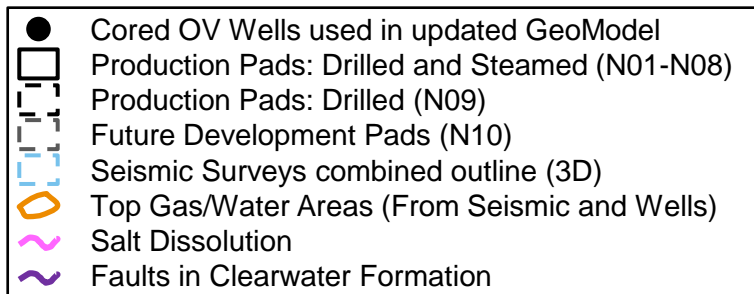 Cored OV Wells used in updated GeoModel
Production Pads: Drilled and Steamed (N01-N08)
Production Pads: Drilled (N09)
Future Development Pads (N10)
Seismic Surveys combined outline (3D)
Top Gas/Water Areas (From Seismic and Wells)
Salt Dissolution
Faults in Clearwater Formation